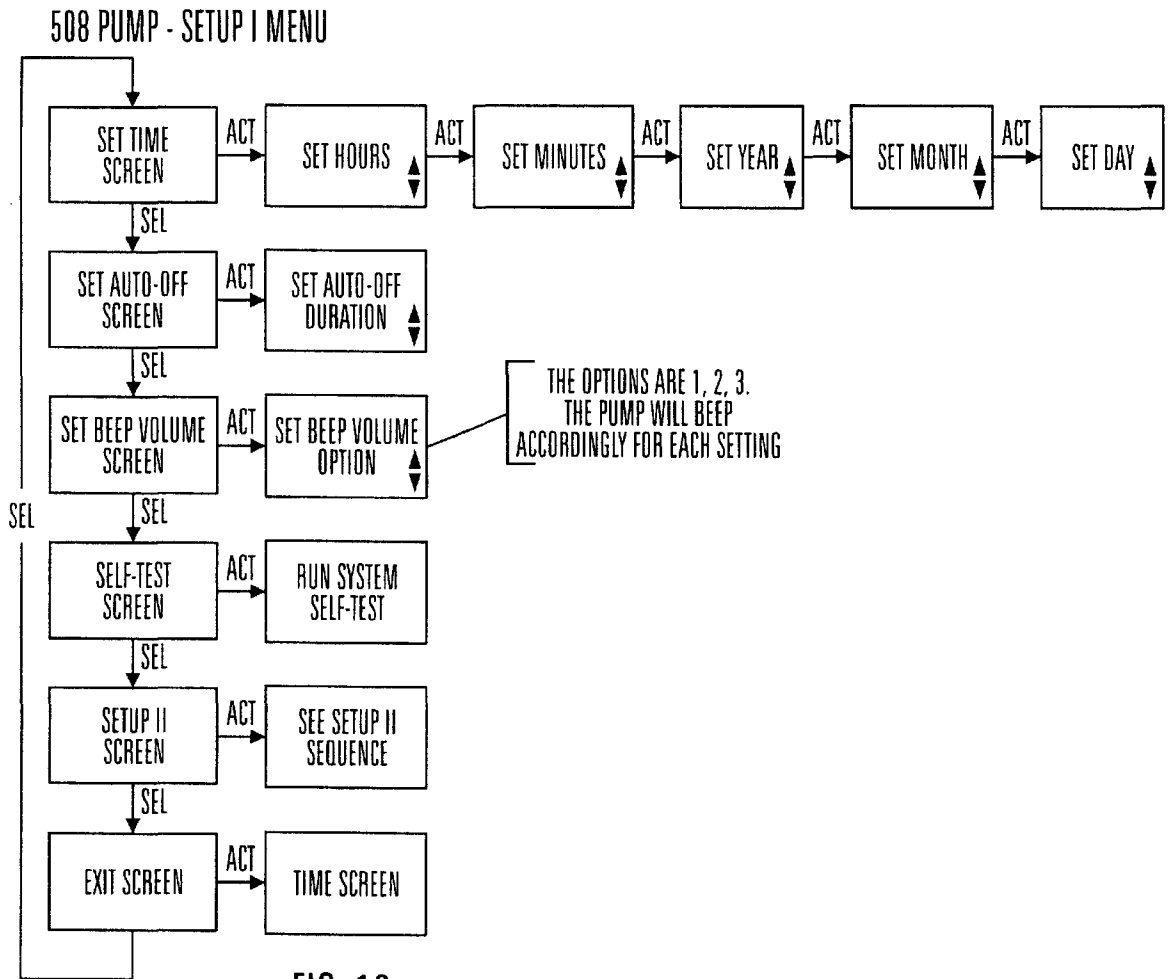 508 PUMP - SETUP I MENU
SET TIME
SCREEN
ACT
SET HOURS
ACT
SET MINUTES
ACT
SET YEAR
ACT
SET MONTH
ACT
SET DAY
SEL
SET AUTO-OFF
SCREEN
ACT
SET AUTO-OFF
DURATION
SEL
SET BEEP VOLUME
SCREEN
ACT
SET BEEP VOLUME
OPTION
THE OPTIONS ARE 1, 2, 3.
THE PUMP WILL BEEP
ACCORDINGLY FOR EACH SETTING
SEL
SEL
SELF-TEST
SCREEN
ACT
RUN SYSTEM
SELF-TEST
SEL
SETUP II
SCREEN
ACT
SEE SETUP II
SEQUENCE
SEL
EXIT SCREEN
ACT
TIME SCREEN